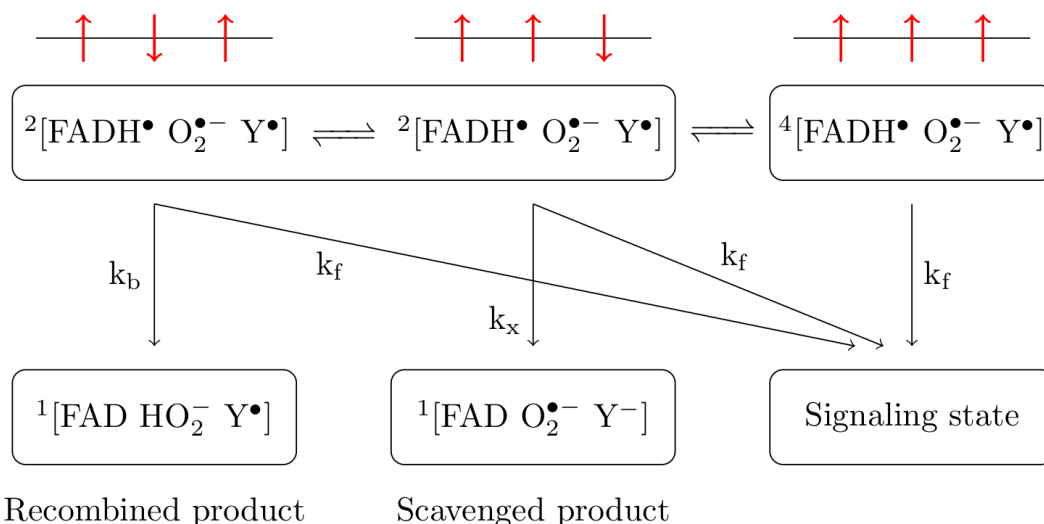 ²[FADH• O₂•− Y•] ⇌ ²[FADH• O₂•− Y•] ⇌ ⁴[FADH• O₂•− Y•]
k_b k_f k_x k_f k_f
¹[FAD HO₂− Y•] ¹[FAD O₂•− Y−] Signaling state
Recombined product Scavenged product